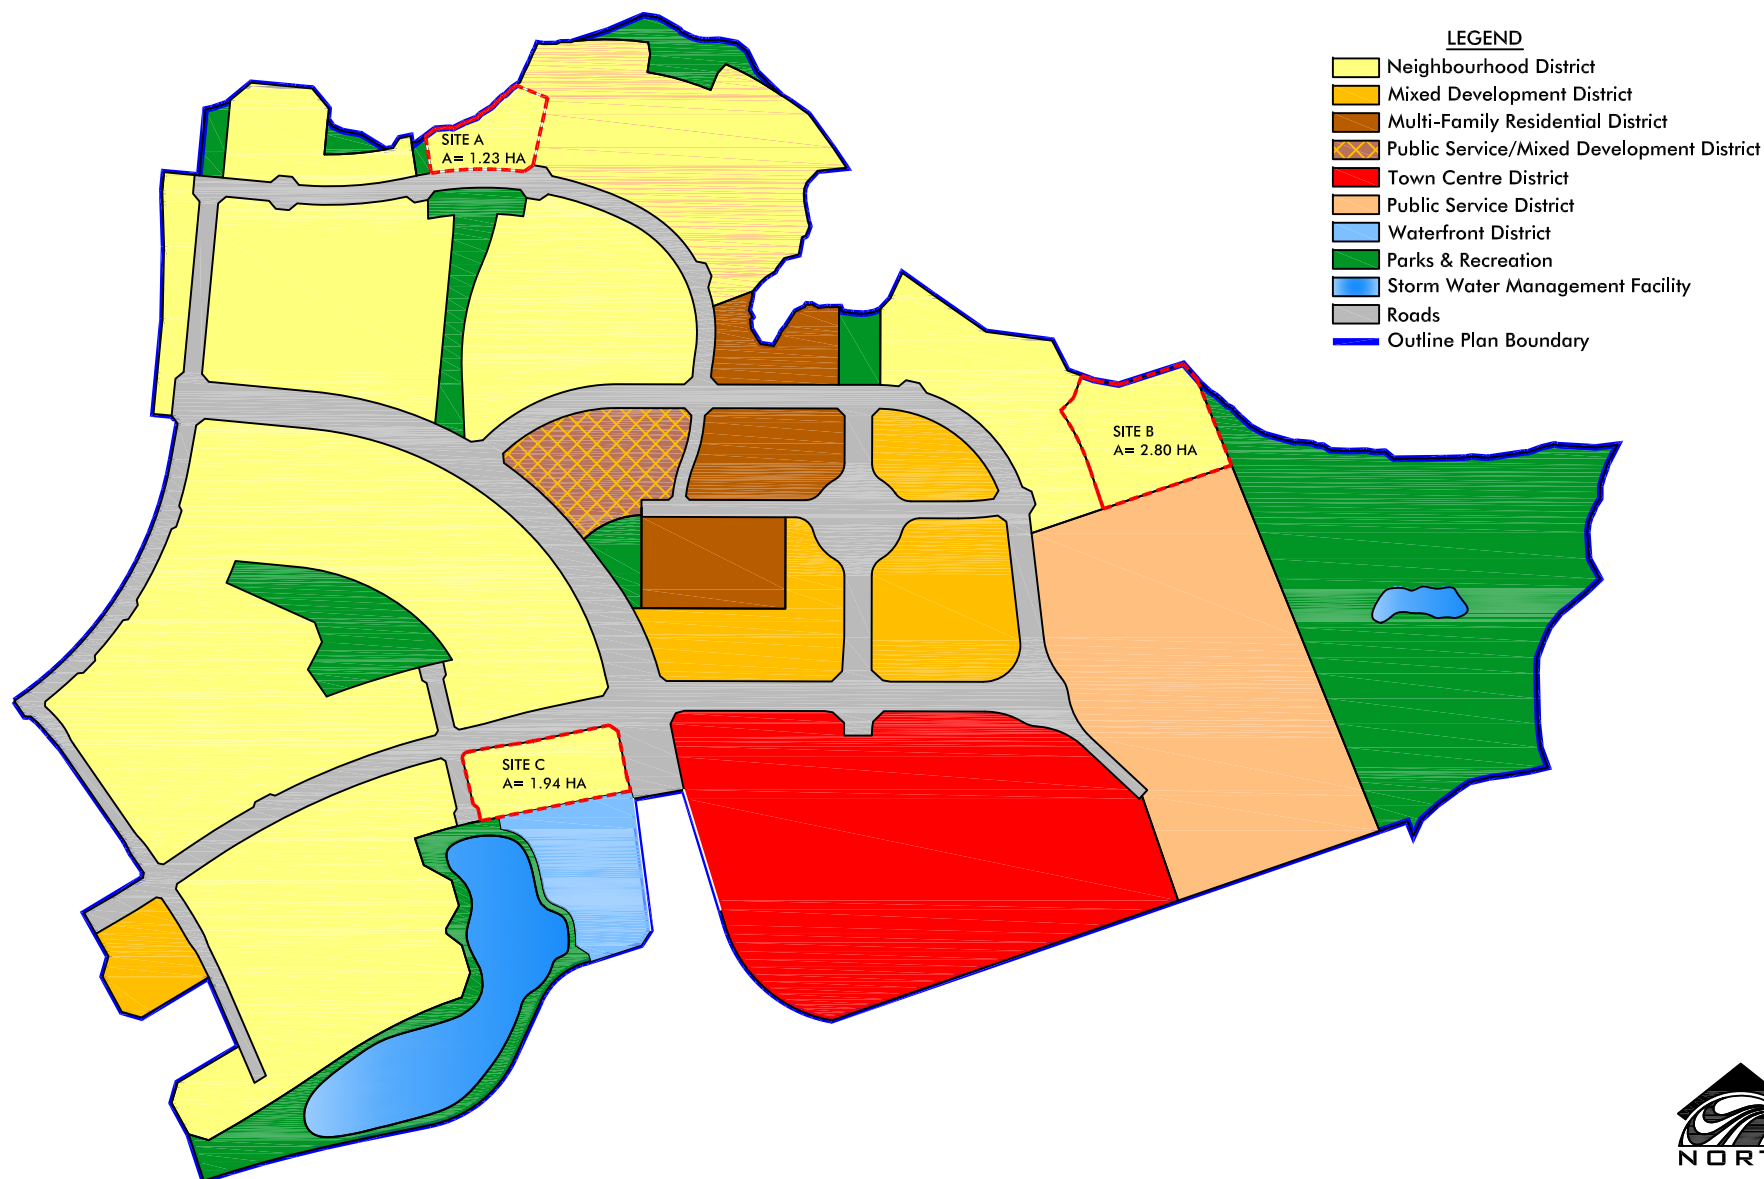 LEGEND
Neighbourhood District
Mixed Development District
Multi-Family Residential District
Public Service/Mixed Development District
Town Centre District
Public Service District
Waterfront District
Parks & Recreation
Storm Water Management Facility
Roads
Outline Plan Boundary
SITE A
A= 1.23 HA
SITE B
A= 2.80 HA
SITE C
A= 1.94 HA